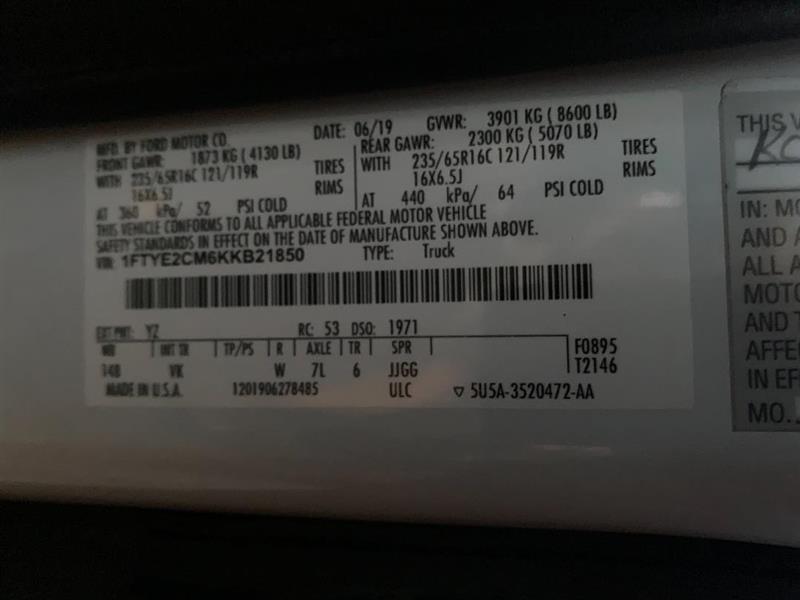 MFD. BY FORD MOTOR CO.
DATE: 06/19 GVWR: 3901 KG ( 8600 LB)
FRONT GAWR: 1873 KG ( 4130 LB)
WITH 235/65R16C 121/119R TIRES
16X6.5J RIMS
AT 360 kPa/ 52 PSI COLD
REAR GAWR: 2300 KG ( 5070 LB)
WITH 235/65R16C 121/119R TIRES
16X6.5J RIMS
AT 440 kPa/ 64 PSI COLD
THIS VEHICLE CONFORMS TO ALL APPLICABLE FEDERAL MOTOR VEHICLE
SAFETY STANDARDS IN EFFECT ON THE DATE OF MANUFACTURE SHOWN ABOVE.
VIN: 1FTYE2CM6KKB21850 TYPE: Truck
EXT PNT: YZ RC: 53 DSO: 1971
WB INT TR TP/PS R AXLE TR SPR F0895
148 VK W 7L 6 JJGG T2146
MADE IN U.S.A. 1201906278485 ULC ▽ 5U5A-3520472-AA
THIS V
IN: MO
AND A
ALL A
MOTO
AND T
AFFE
IN EF
MO.